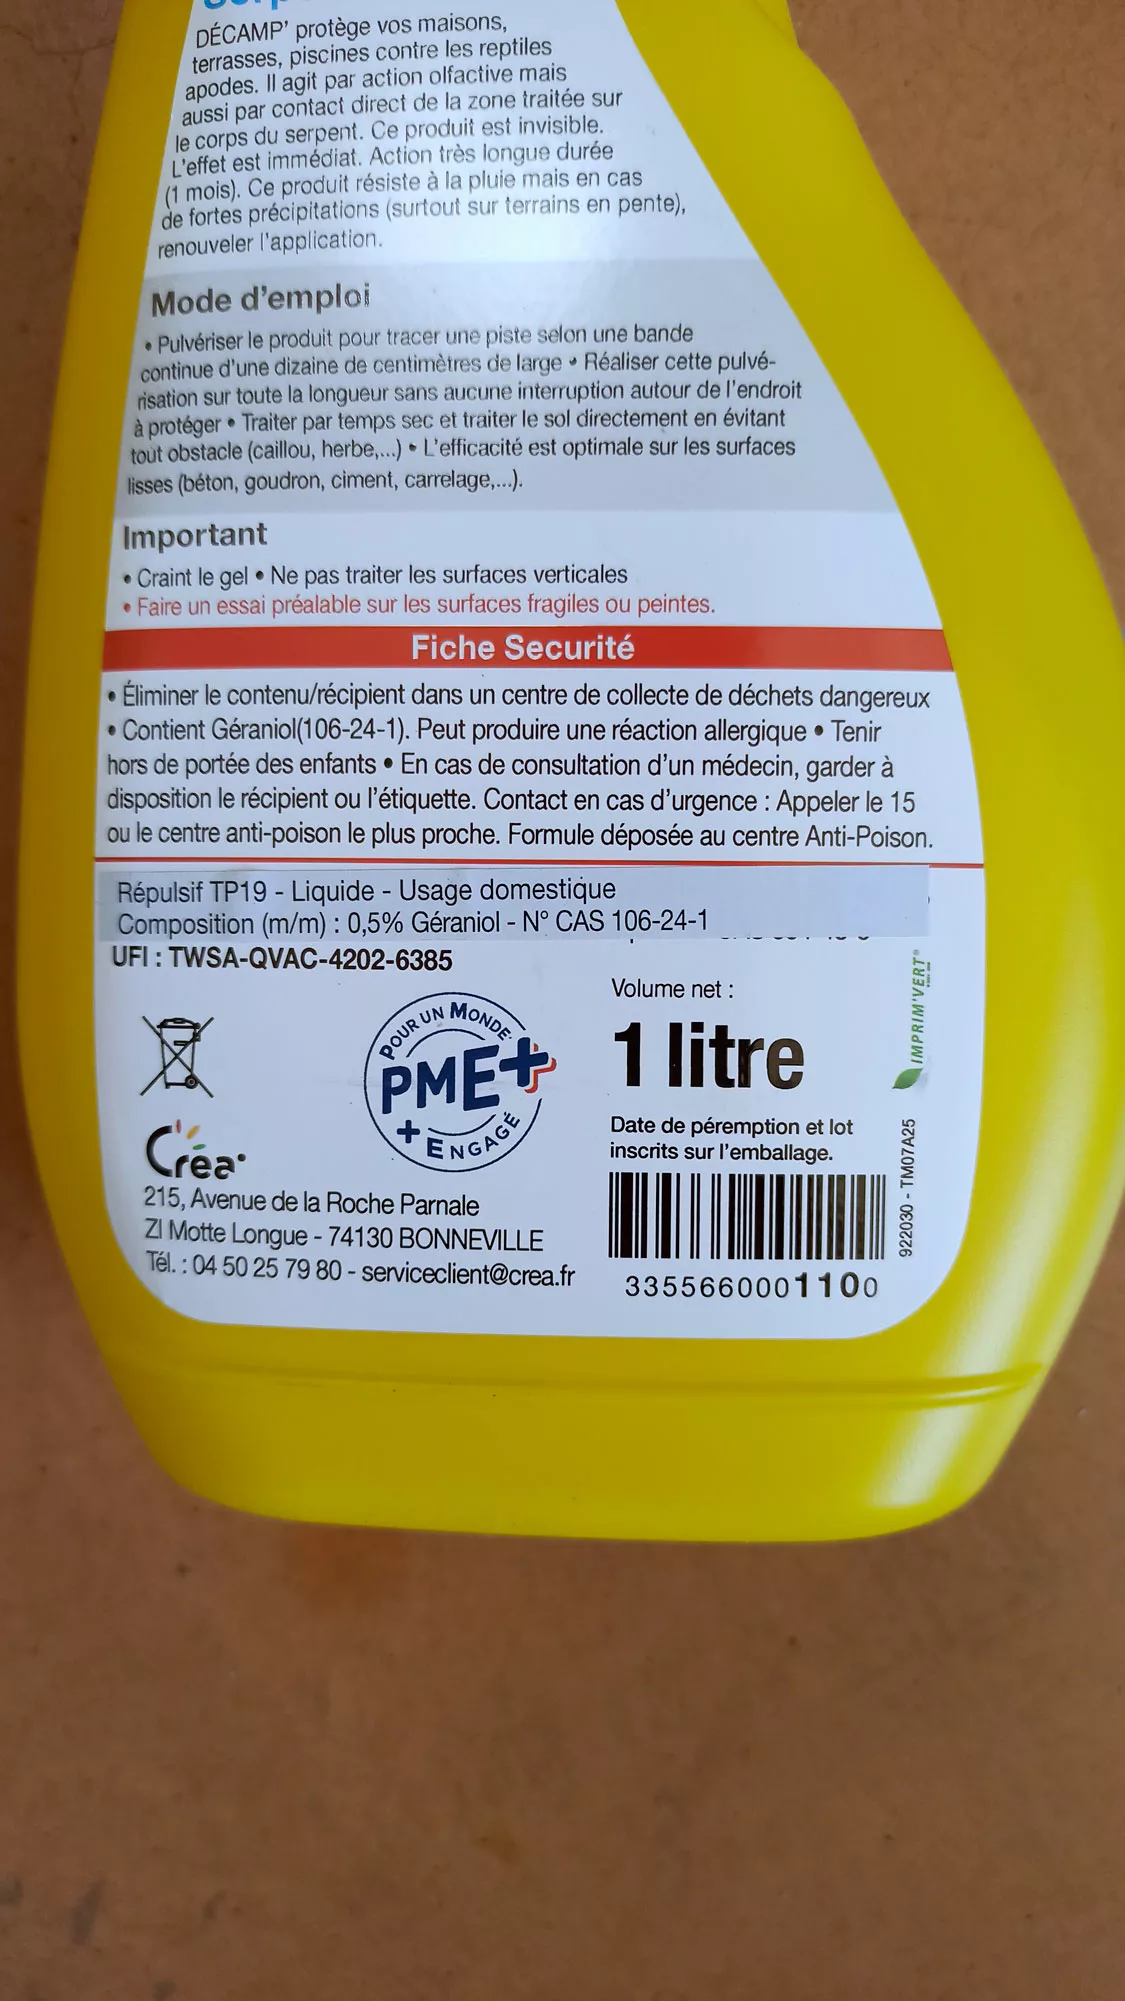 DÉCAMP' protège vos maisons,
terrasses, piscines contre les reptiles
apodes. Il agit par action olfactive mais
aussi par contact direct de la zone traitée sur
le corps du serpent. Ce produit est invisible.
L'effet est immédiat. Action très longue durée
(1 mois). Ce produit résiste à la pluie mais en cas
de fortes précipitations (surtout sur terrains en pente),
renouveler l'application.
Mode d'emploi
• Pulvériser le produit pour tracer une piste selon une bande
continue d'une dizaine de centimètres de large • Réaliser cette pulvé-
risation sur toute la longueur sans aucune interruption autour de l'endroit
à protéger • Traiter par temps sec et traiter le sol directement en évitant
tout obstacle (caillou, herbe,...) • L'efficacité est optimale sur les surfaces
lisses (béton, goudron, ciment, carrelage,...).
Important
• Craint le gel • Ne pas traiter les surfaces verticales
• Faire un essai préalable sur les surfaces fragiles ou peintes.
Fiche Securité
• Éliminer le contenu/récipient dans un centre de collecte de déchets dangereux
• Contient Géraniol(106-24-1). Peut produire une réaction allergique • Tenir
hors de portée des enfants • En cas de consultation d'un médecin, garder à
disposition le récipient ou l'étiquette. Contact en cas d'urgence : Appeler le 15
ou le centre anti-poison le plus proche. Formule déposée au centre Anti-Poison.
Répulsif TP19 - Liquide - Usage domestique
Composition (m/m) : 0,5% Géraniol - N° CAS 106-24-1
UFI : TWSA-QVAC-4202-6385
POUR UN MONDE
PME+
+ ENGAGÉ
Volume net :
1 litre
IMPRIM'VERT®
Date de péremption et lot
inscrits sur l'emballage.
922030 - TM07A25
Créa
215, Avenue de la Roche Parnale
ZI Motte Longue - 74130 BONNEVILLE
Tél. : 04 50 25 79 80 - serviceclient@crea.fr
3355660001100